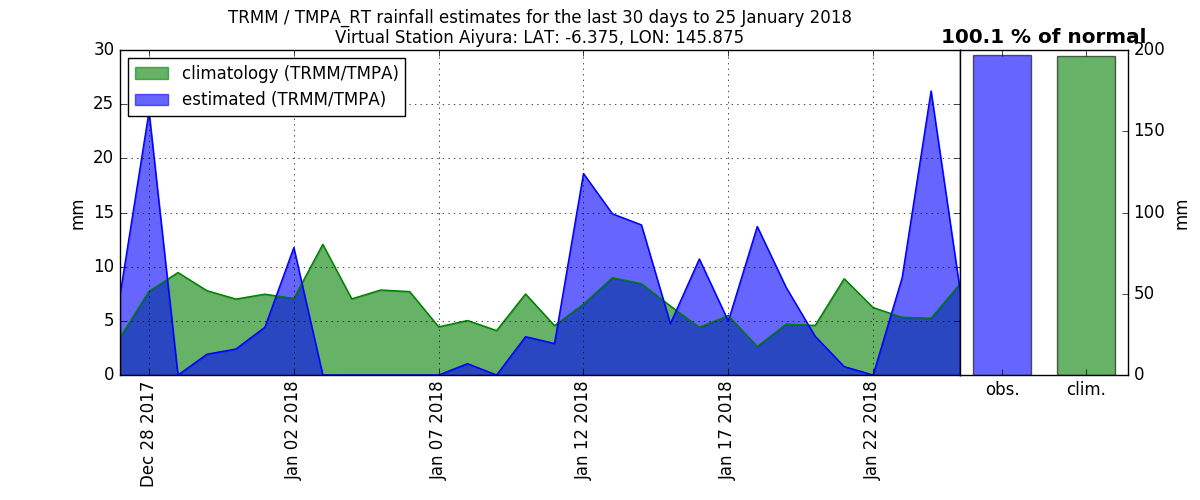 TRMM / TMPA_RT rainfall estimates for the last 30 days to 25 January 2018
Virtual Station Aiyura: LAT: -6.375, LON: 145.875
100.1 % of normal
climatology (TRMM/TMPA)
estimated (TRMM/TMPA)
30
25
20
15
10
5
0
mm
Dec 28 2017
Jan 02 2018
Jan 07 2018
Jan 12 2018
Jan 17 2018
Jan 22 2018
200
150
100
50
0
mm
obs.
clim.